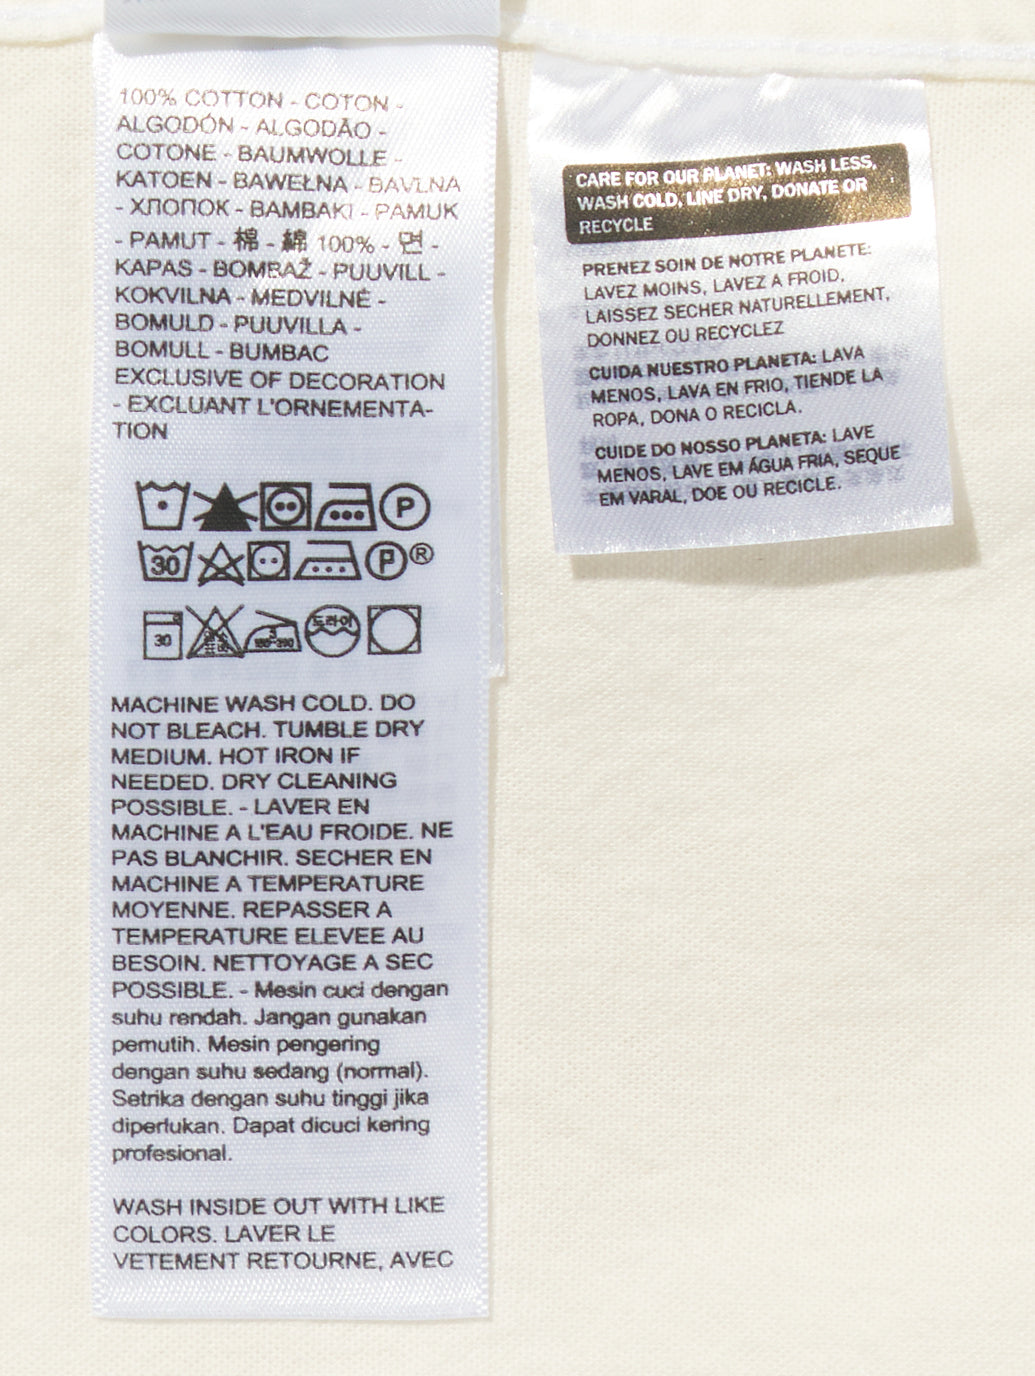 100% COTTON - COTON -
ALGODÓN - ALGODÃO -
COTONE - BAUMWOLLE -
KATOEN - BAWEŁNA - BAVLNA
- ХЛОПОК - BAMBAKI - PAMUK
- PAMUT - 棉 - 綿 100% - 면 -
KAPAS - BOMBAŽ - PUUVILL -
KOKVILNA - MEDVILNĖ -
BOMULD - PUUVILLA -
BOMULL - BUMBAC
EXCLUSIVE OF DECORATION
- EXCLUANT L'ORNEMENTA-
TION
P
30 P ®
30 3 드라이
MACHINE WASH COLD. DO
NOT BLEACH. TUMBLE DRY
MEDIUM. HOT IRON IF
NEEDED. DRY CLEANING
POSSIBLE. - LAVER EN
MACHINE A L'EAU FROIDE. NE
PAS BLANCHIR. SECHER EN
MACHINE A TEMPERATURE
MOYENNE. REPASSER A
TEMPERATURE ELEVEE AU
BESOIN. NETTOYAGE A SEC
POSSIBLE. - Mesin cuci dengan
suhu rendah. Jangan gunakan
pemutih. Mesin pengering
dengan suhu sedang (normal).
Setrika dengan suhu tinggi jika
diperlukan. Dapat dicuci kering
profesional.
WASH INSIDE OUT WITH LIKE
COLORS. LAVER LE
VETEMENT RETOURNE, AVEC
CARE FOR OUR PLANET: WASH LESS,
WASH COLD, LINE DRY, DONATE OR
RECYCLE
PRENEZ SOIN DE NOTRE PLANETE:
LAVEZ MOINS, LAVEZ A FROID,
LAISSEZ SECHER NATURELLEMENT,
DONNEZ OU RECYCLEZ
CUIDA NUESTRO PLANETA: LAVA
MENOS, LAVA EN FRIO, TIENDE LA
ROPA, DONA O RECICLA.
CUIDE DO NOSSO PLANETA: LAVE
MENOS, LAVE EM ÁGUA FRIA, SEQUE
EM VARAL, DOE OU RECICLE.